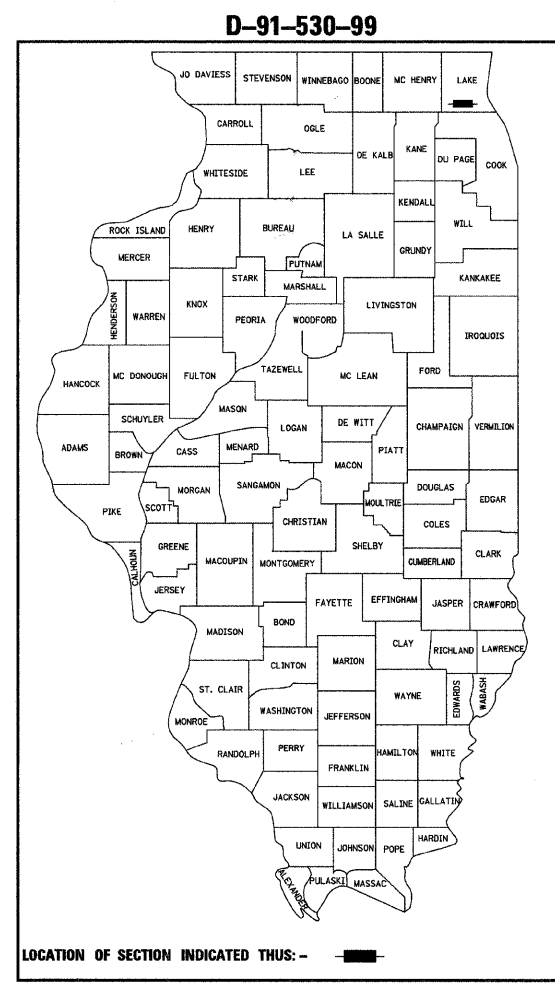 D-91-530-99
JO DAVIESS STEVENSON WINNEBAGO BOONE MC HENRY LAKE
CARROLL OGLE DE KALB KANE DU PAGE COOK
WHITESIDE LEE
KENDALL
ROCK ISLAND HENRY BUREAU LA SALLE WILL
MERCER PUTNAM GRUNDY
STARK MARSHALL KANKAKEE
HENDERSON WARREN KNOX PEORIA WOODFORD LIVINGSTON IROQUOIS
HANCOCK MC DONOUGH FULTON TAZEWELL MC LEAN FORD
MASON
SCHUYLER LOGAN DE WITT CHAMPAIGN VERMILION
ADAMS BROWN CASS MENARD MACON PIATT
PIKE SCOTT MORGAN SANGAMON CHRISTIAN MOULTRIE DOUGLAS EDGAR
COLES
CALHOUN GREENE MACOUPIN MONTGOMERY SHELBY CUMBERLAND CLARK
JERSEY FAYETTE EFFINGHAM JASPER CRAWFORD
MADISON BOND
CLAY RICHLAND LAWRENCE
CLINTON MARION
ST. CLAIR WAYNE EDWARDS WABASH
MONROE WASHINGTON JEFFERSON
RANDOLPH PERRY HAMILTON WHITE
FRANKLIN
JACKSON WILLIAMSON SALINE GALLATIN
UNION JOHNSON POPE HARDIN
ALEXANDER PULASKI MASSAC
LOCATION OF SECTION INDICATED THUS: -